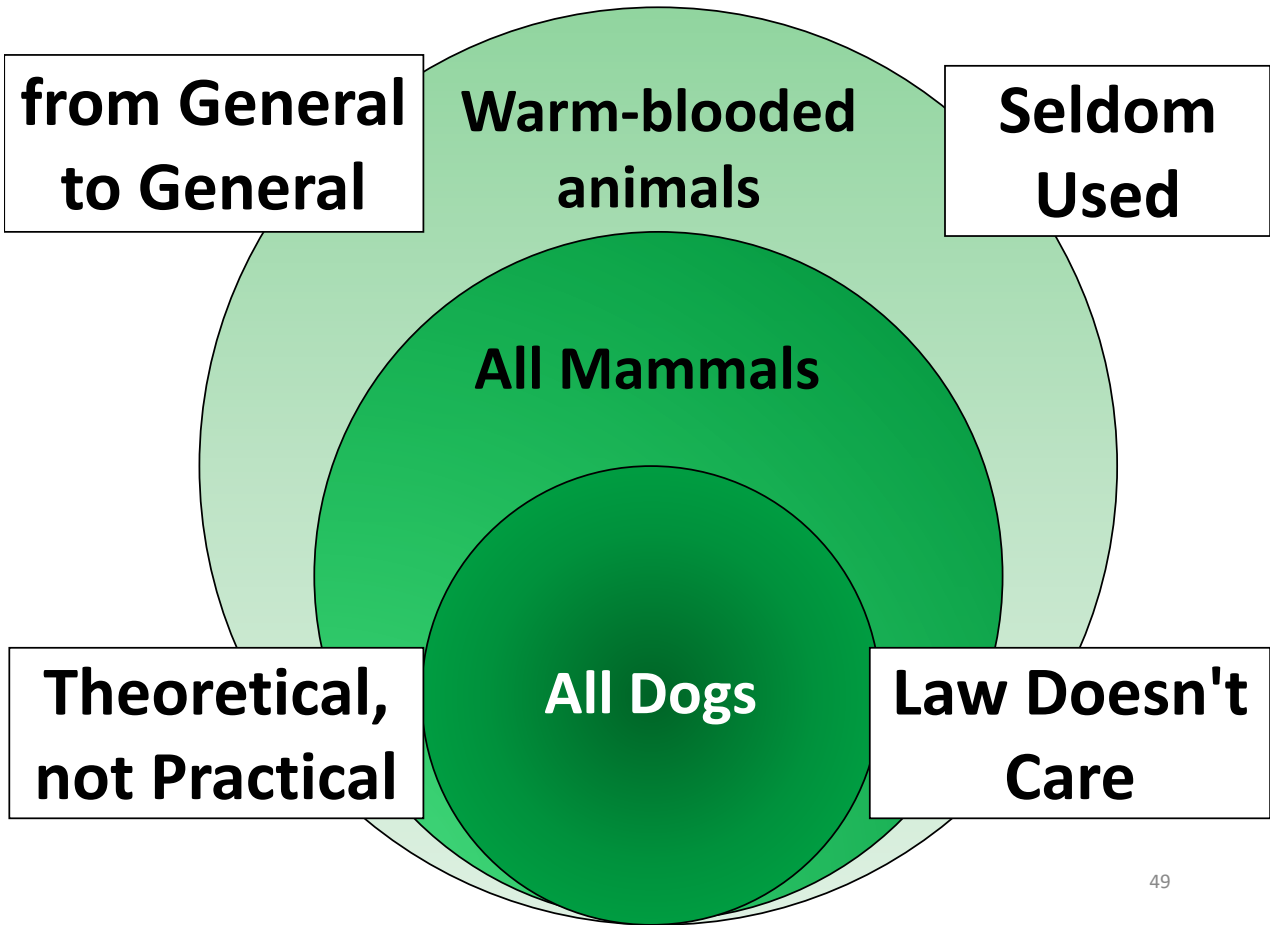 from General
to General
Warm-blooded
animals
Seldom
Used
All Mammals
Theoretical,
not Practical
All Dogs
Law Doesn't
Care
49